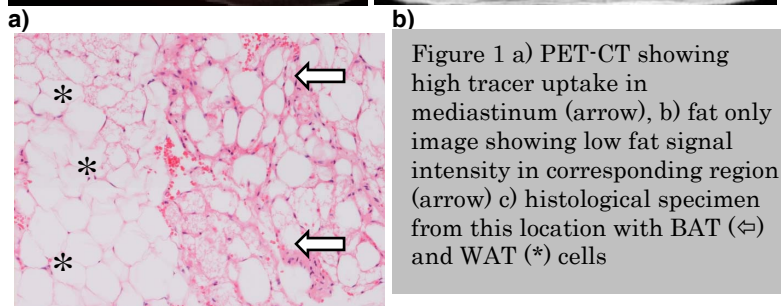 a)
b)
*
*
*
Figure 1 a) PET-CT showing
high tracer uptake in
mediastinum (arrow), b) fat only
image showing low fat signal
intensity in corresponding region
(arrow) c) histological specimen
from this location with BAT (⇦)
and WAT (*) cells